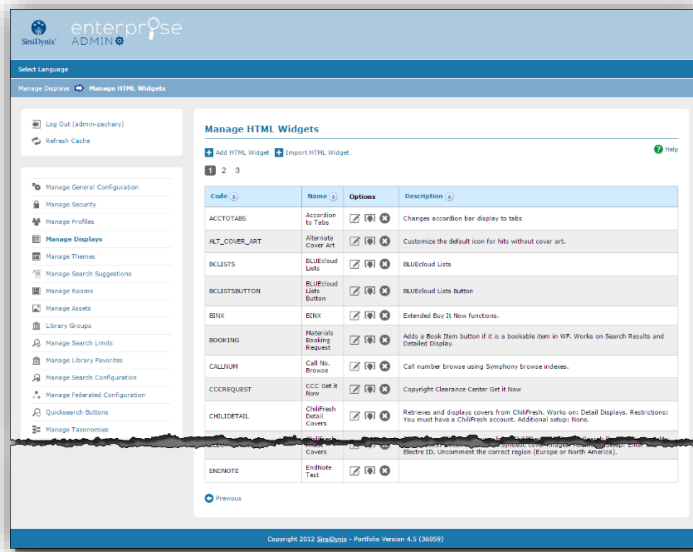 SirsiDynix
enterprise
ADMIN
Select Language
Manage Displays Manage HTML Widgets
Log Out (admin-zachary)
Refresh Cache
Manage General Configuration
Manage Security
Manage Profiles
Manage Displays
Manage Themes
Manage Search Suggestions
Manage Rooms
Manage Assets
Library Groups
Manage Search Limits
Manage Library Favorites
Manage Search Configuration
Manage Federated Configuration
Quicksearch Buttons
Manage Taxonomies
Manage HTML Widgets
Add HTML Widget Import HTML Widget
Help
1 2 3
Code Name Options Description
ACCTOTABS Accordion to Tabs Changes accordion bar display to tabs
ALT_COVER_ART Alternate Cover Art Customize the default icon for hits without cover art.
BCLISTS BLUEcloud Lists BLUEcloud Lists
BCLISTSBUTTON BLUEcloud Lists Button BLUEcloud Lists Button
BINX BINX Extended Buy It Now functions.
BOOKING Materials Booking Request Adds a Book Item button if it is a bookable item in WF. Works on Search Results and
Detailed Display.
CALLNUM Call No. Browse Call number browse using Symphony browse indexes.
CCCREQUEST CCC Get it Now Copyright Clearance Center Get it Now
CHILIDETAIL ChiliFresh Detail Covers Retrieves and displays covers from ChiliFresh. Works on: Detail Displays. Restrictions:
You must have a ChiliFresh account. Additional setup: None.
Covers Electre ID. Uncomment the correct region (Europe or North America).
ENDNOTE EndNote Test
Previous
Copyright 2012 SirsiDynix - Portfolio Version 4.5 (36059)